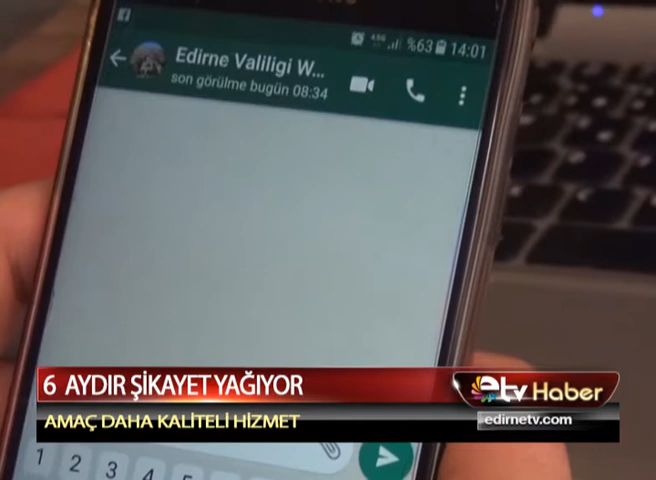 %63 14:01
Edirne Valiligi W...
son görülme bugün 08:34
6 AYDIR ŞİKAYET YAĞIYOR
etv Haber
AMAÇ DAHA KALİTELİ HİZMET
edirnetv.com
1 2 3 4 5